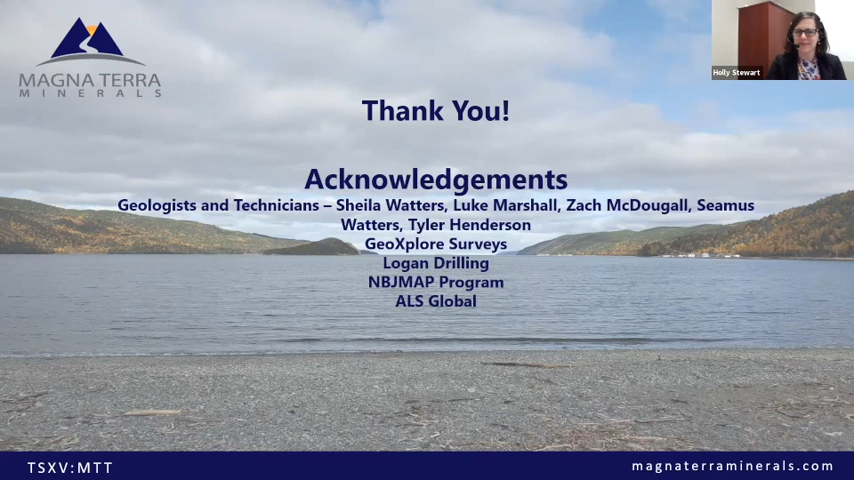 MAGNA TERRA
MINERALS
Holly Stewart
Thank You!
Acknowledgements
Geologists and Technicians – Sheila Watters, Luke Marshall, Zach McDougall, Seamus
Watters, Tyler Henderson
GeoXplore Surveys
Logan Drilling
NBJMAP Program
ALS Global
TSXV:MTT
magnaterraminerals.com